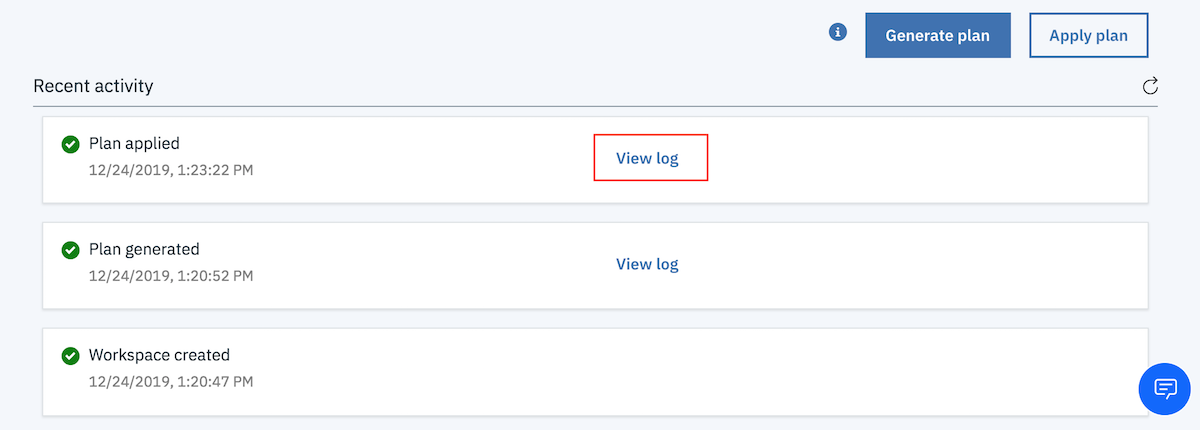 Generate plan
Apply plan
Recent activity
Plan applied
12/24/2019, 1:23:22 PM
View log
Plan generated
12/24/2019, 1:20:52 PM
View log
Workspace created
12/24/2019, 1:20:47 PM